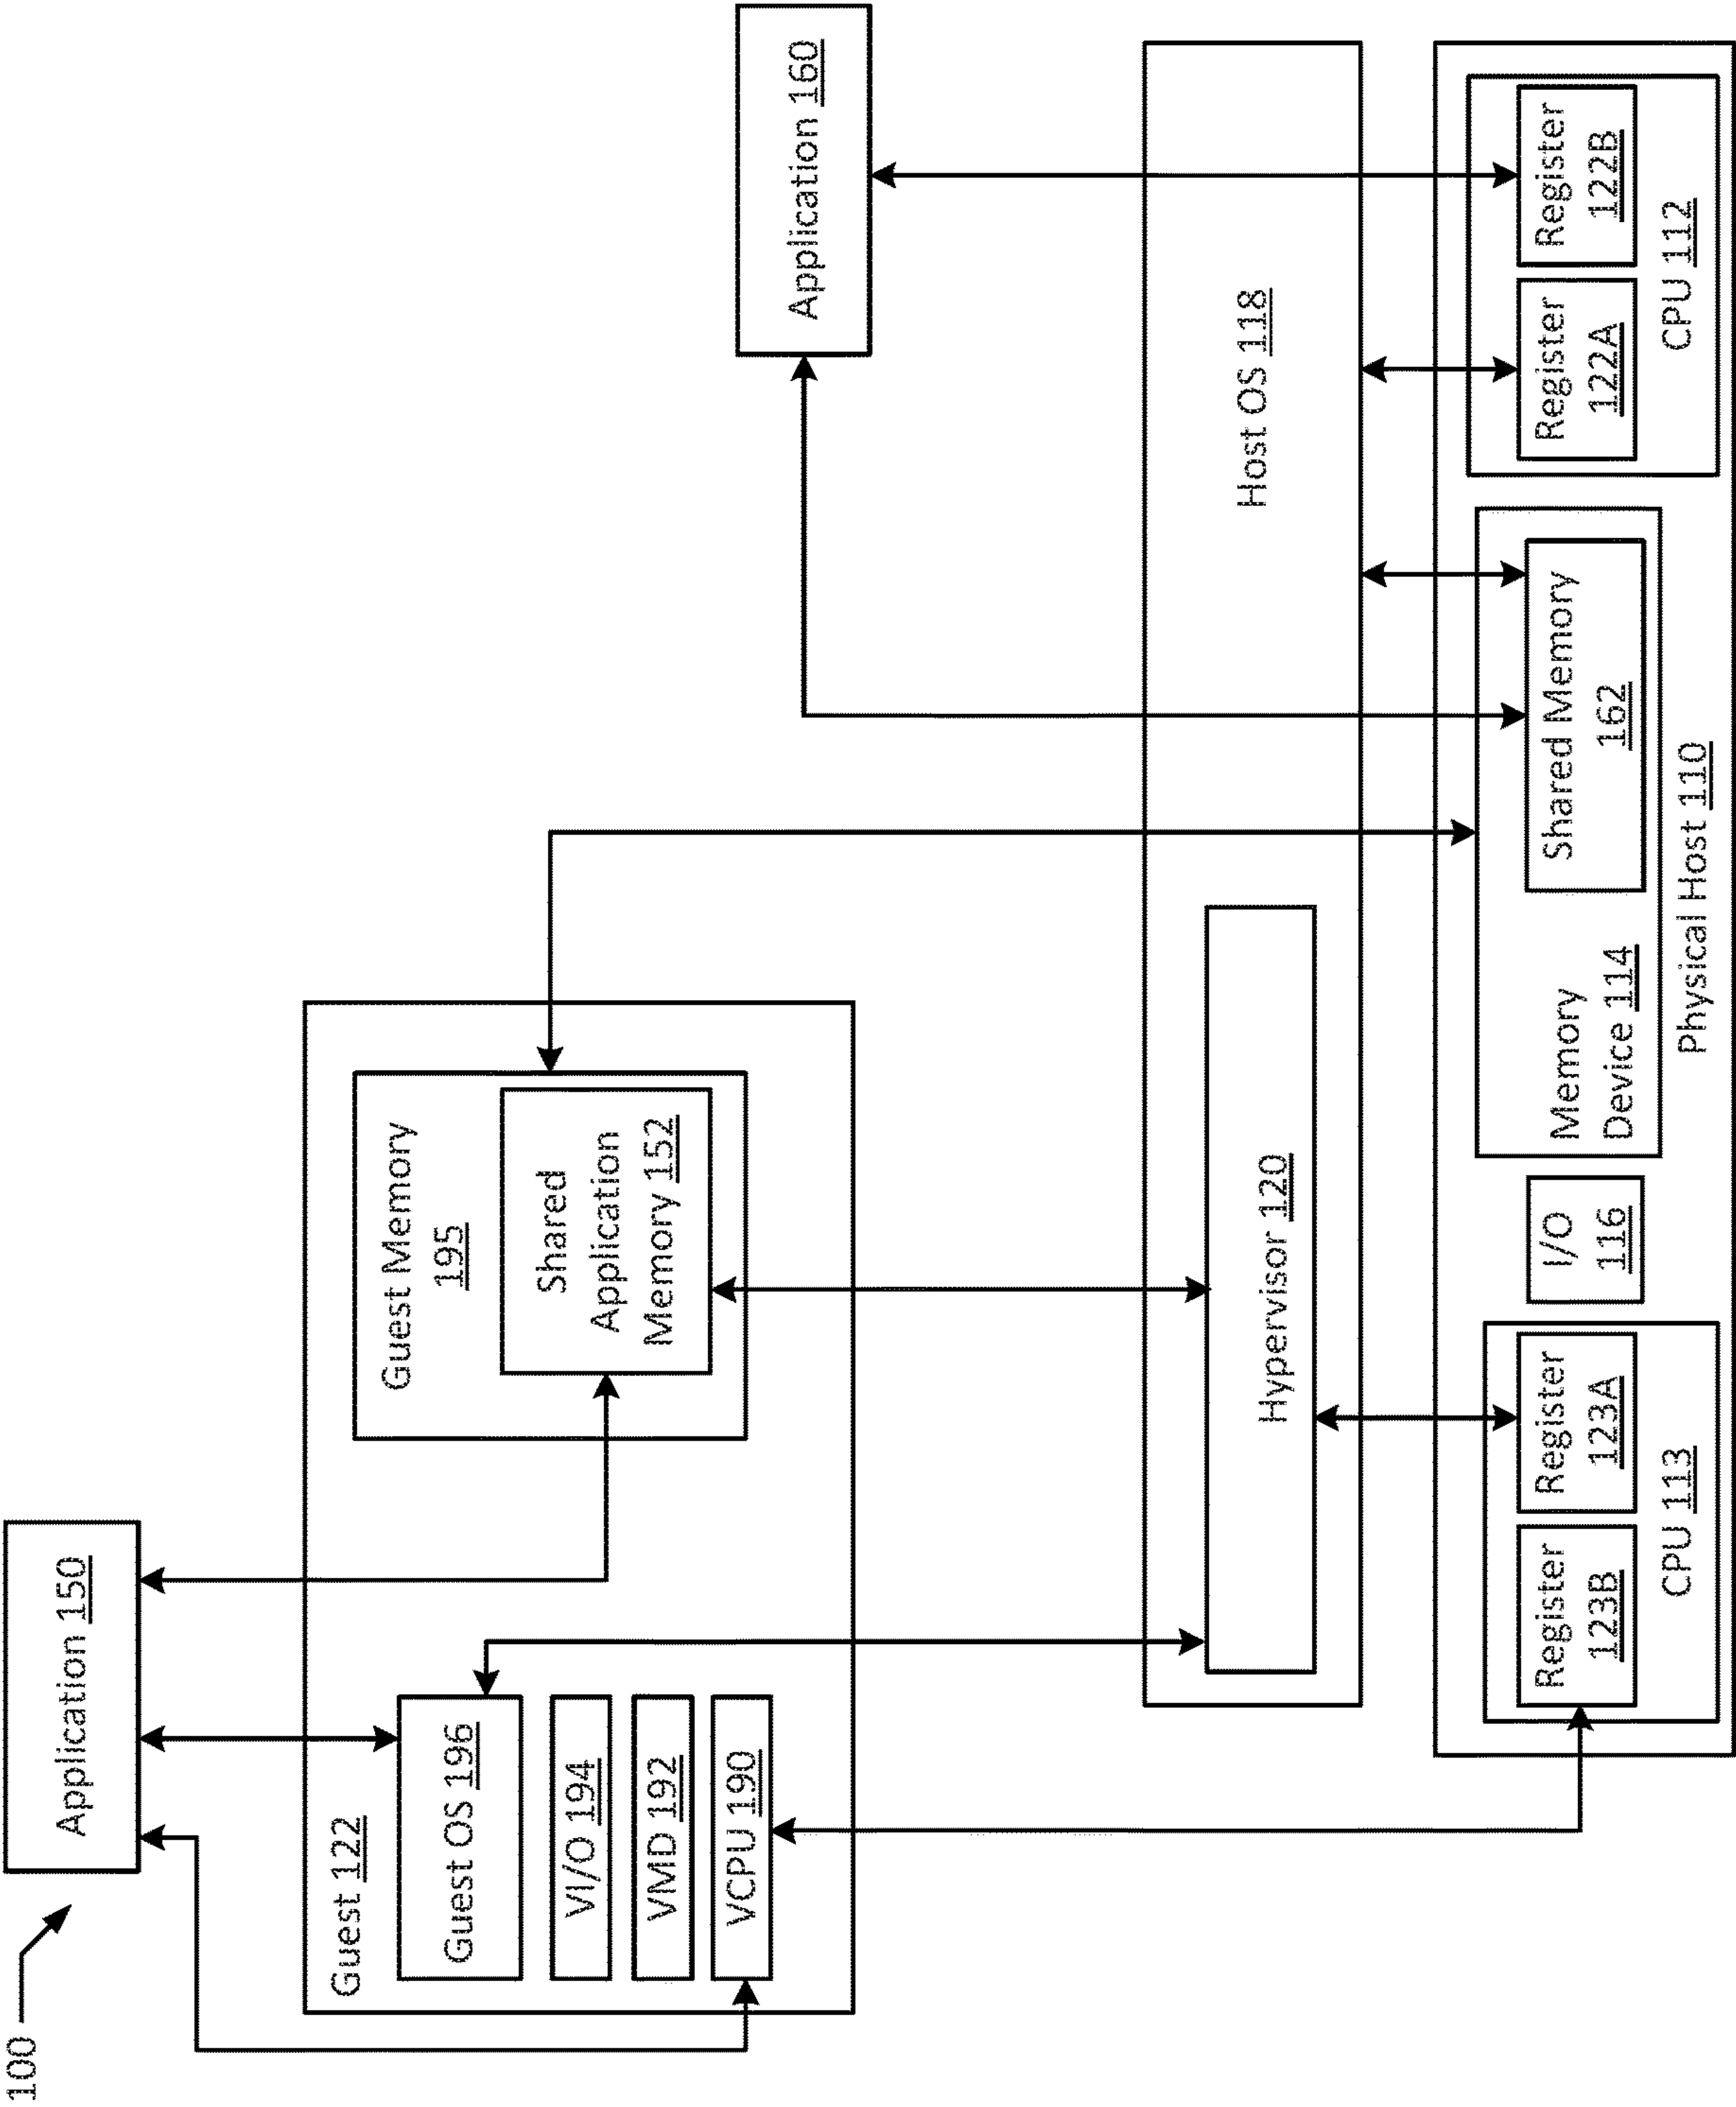 100
Application 150
Application 160
Guest 122
Guest OS 196
VI/O 194
VMD 192
VCPU 190
Guest Memory
195
Shared
Application
Memory 152
Hypervisor 120
Host OS 118
Register
123B
Register
123A
CPU 113
I/O
116
Memory
Device 114
Shared Memory
162
Register
122A
Register
122B
CPU 112
Physical Host 110